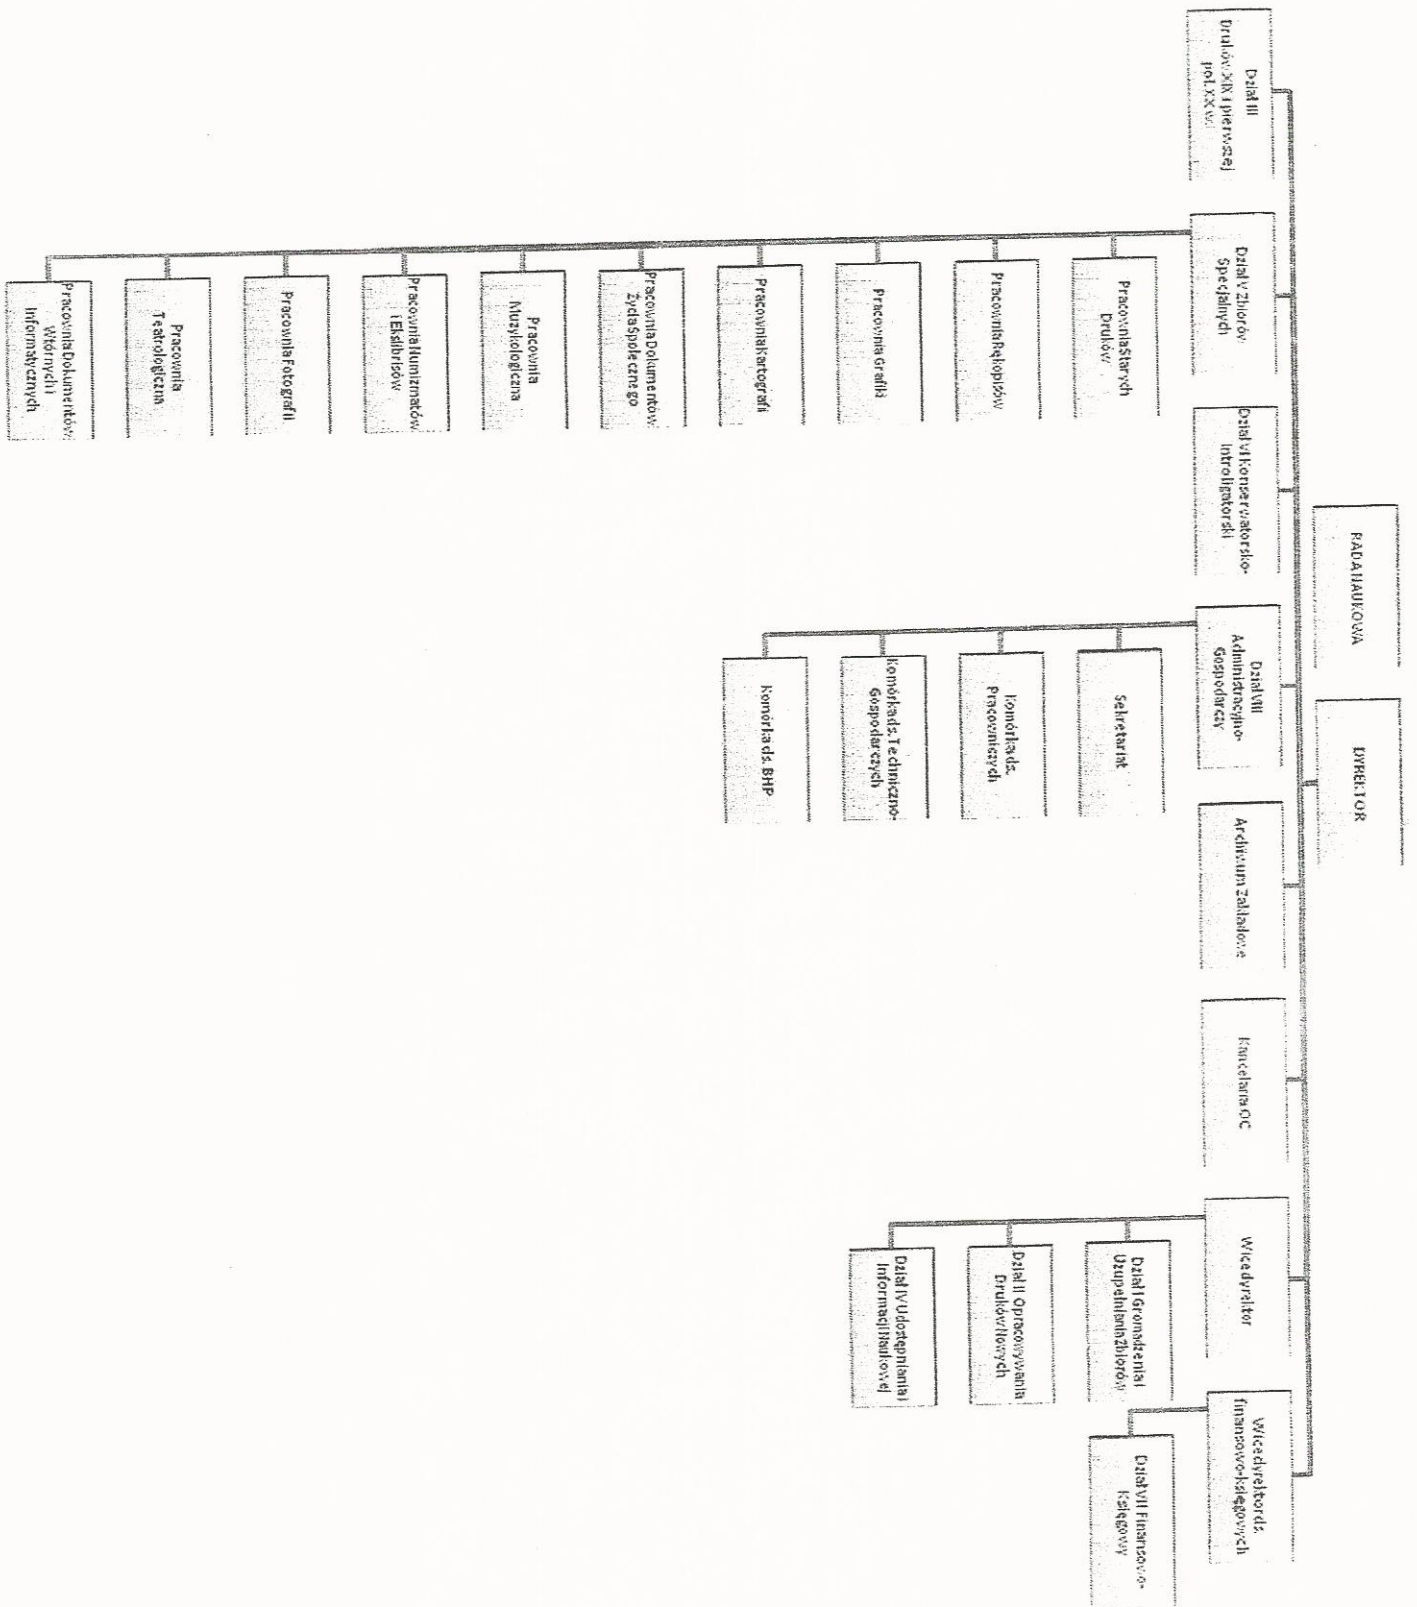 RADA NAUKOWA
DYREKTOR
Dział III
Druków XIX i pierwszej
poł. XX w.
Dział V Zbiorów
Specjalnych
Dział VI Konserwatorsko-
Introligatorski
Dział VIII
Administracyjno-
Gospodarczy
Archiwum Zakładowe
Kancelaria OC
Wicedyrektor
Wicedyrektor ds.
finansowo-księgowych
Pracownia Starych
Druków
Pracownia Rękopisów
Pracownia Grafiki
Pracownia Kartografii
Pracownia Dokumentów
Życia Społecznego
Pracownia
Muzykologiczna
Pracownia Numizmatów
i Ekslibrisów
Pracownia Fotografii
Pracownia
Teatrologiczna
Pracownia Dokumentów
Wtórnych i
Informatycznych
Sekretariat
Komórka ds.
Pracowniczych
Komórka ds. Techniczno-
Gospodarczych
Komórka ds. BHP
Dział I Gromadzenia i
Uzupełniania Zbiorów
Dział II Opracowywania
Druków Nowych
Dział IV Udostępniania i
Informacji Naukowej
Dział VII Finansowo-
Księgowy